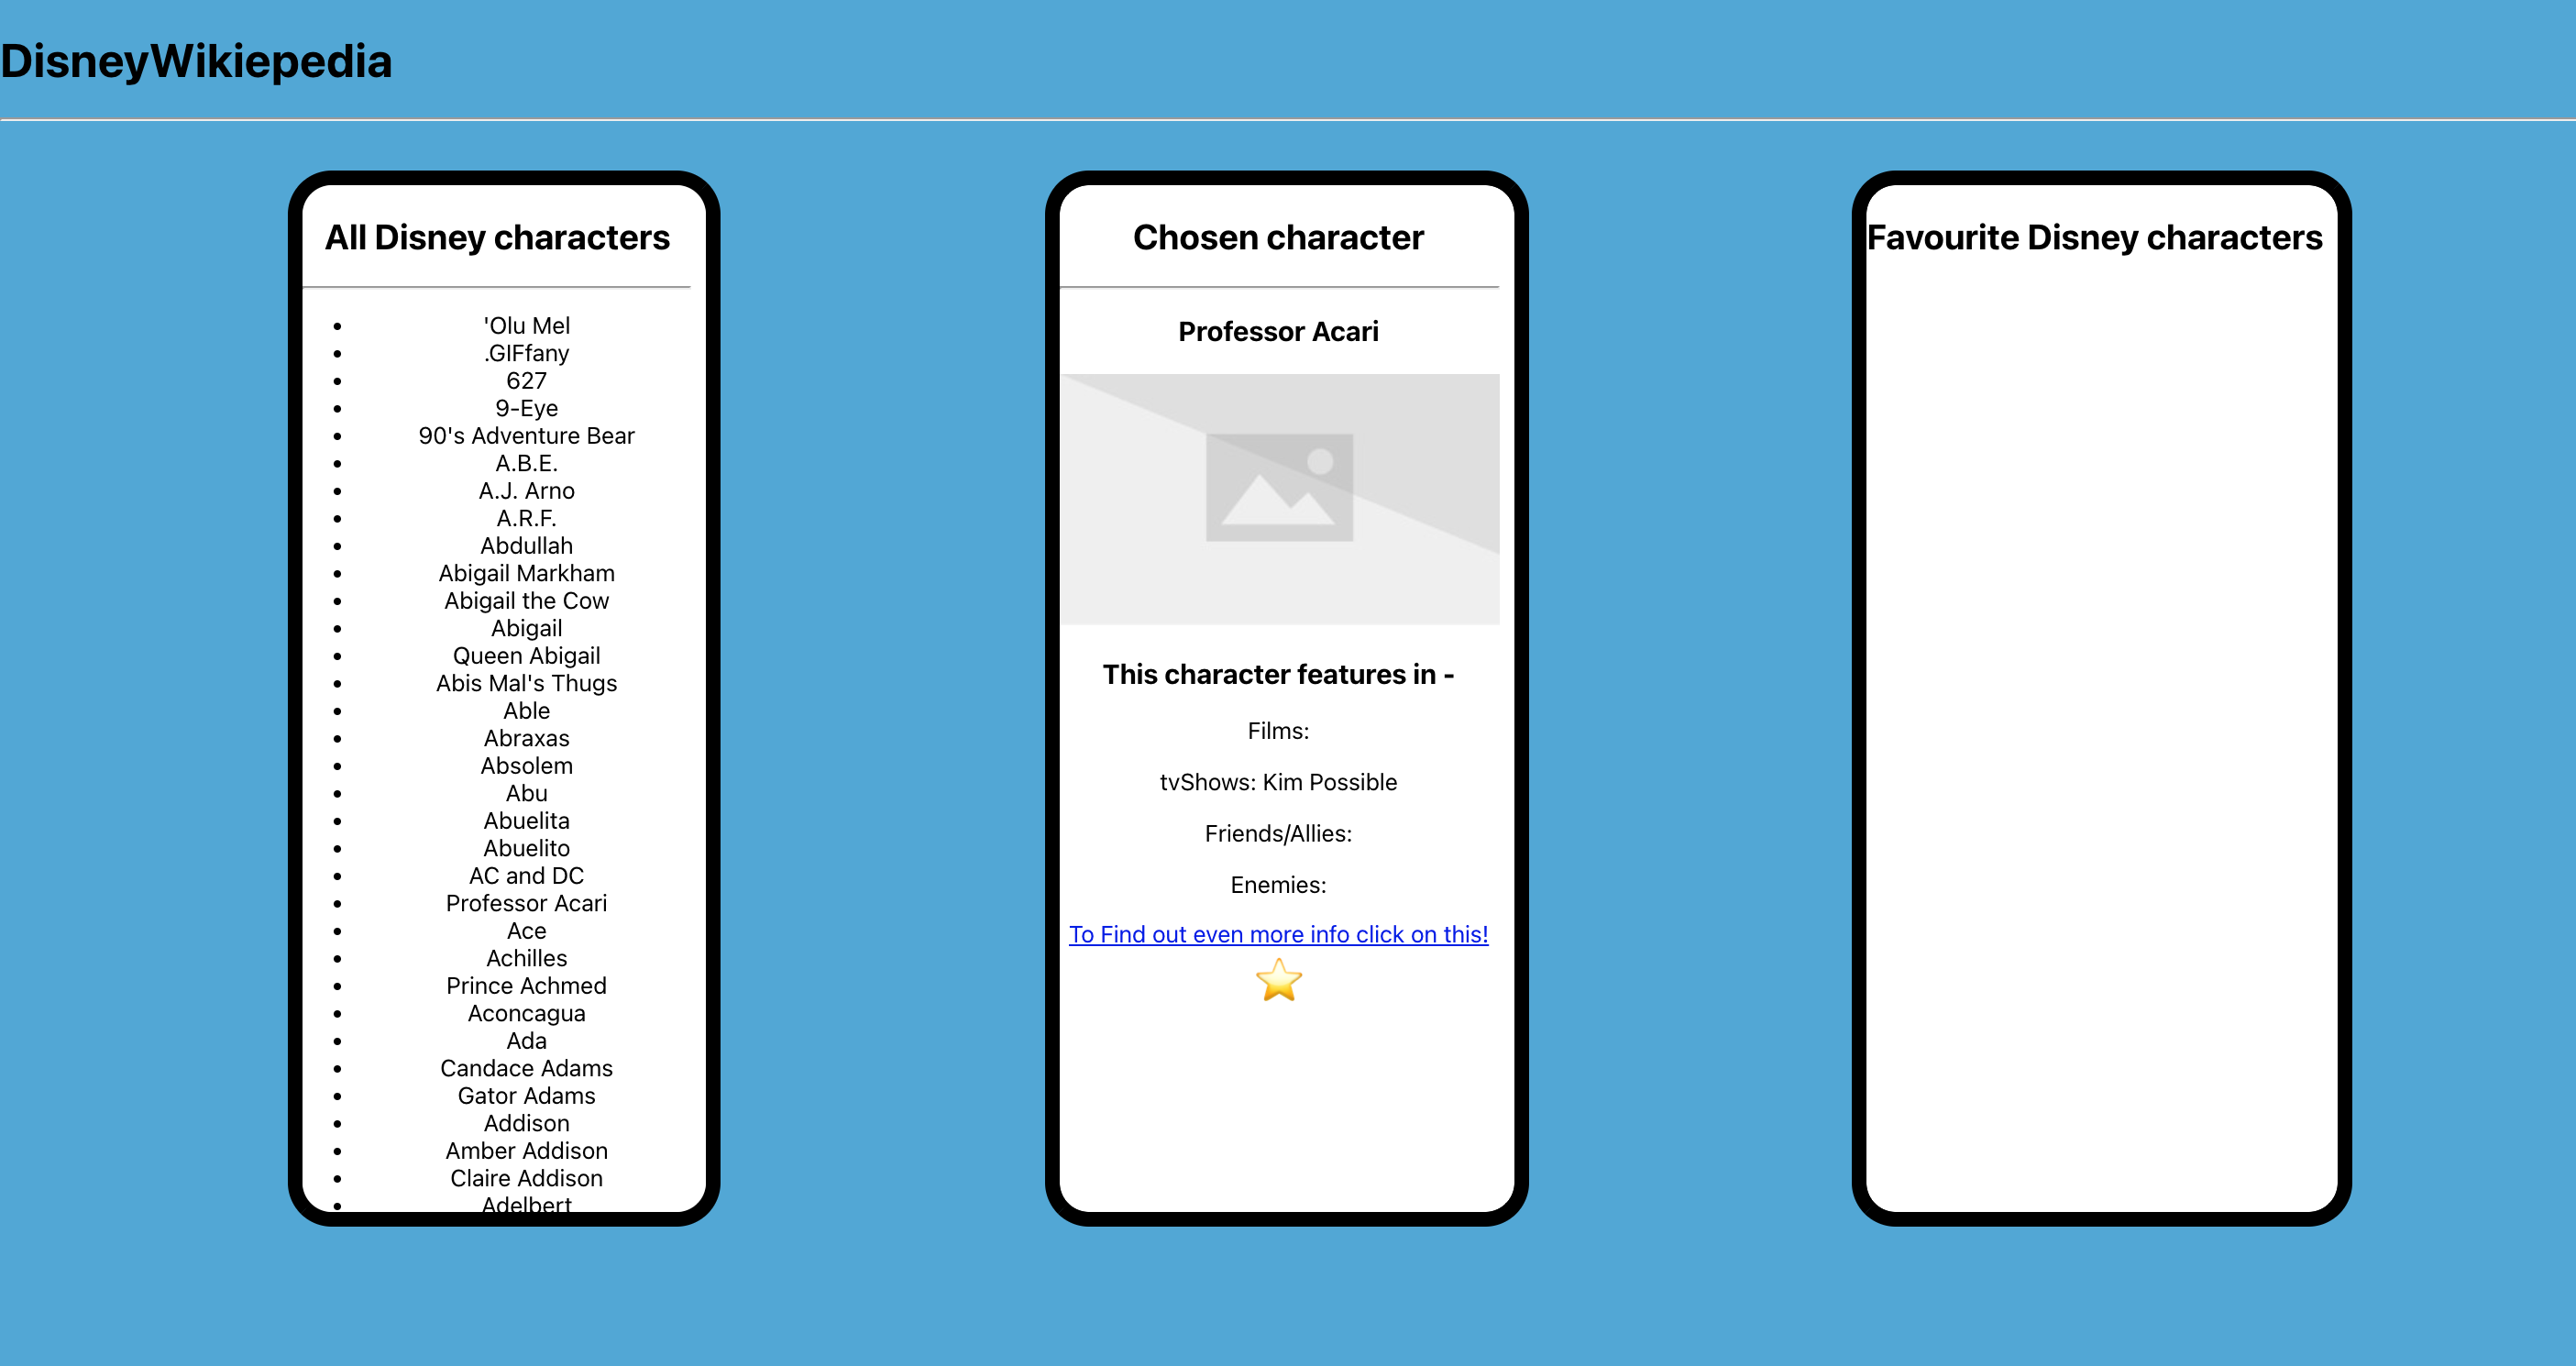 DisneyWikiepedia
All Disney characters
'Olu Mel
.GIFfany
627
9-Eye
90's Adventure Bear
A.B.E.
A.J. Arno
A.R.F.
Abdullah
Abigail Markham
Abigail the Cow
Abigail
Queen Abigail
Abis Mal's Thugs
Able
Abraxas
Absolem
Abu
Abuelita
Abuelito
AC and DC
Professor Acari
Ace
Achilles
Prince Achmed
Aconcagua
Ada
Candace Adams
Gator Adams
Addison
Amber Addison
Claire Addison
Adelbert
Chosen character
Professor Acari
This character features in -
Films:
tvShows: Kim Possible
Friends/Allies:
Enemies:
To Find out even more info click on this!
Favourite Disney characters